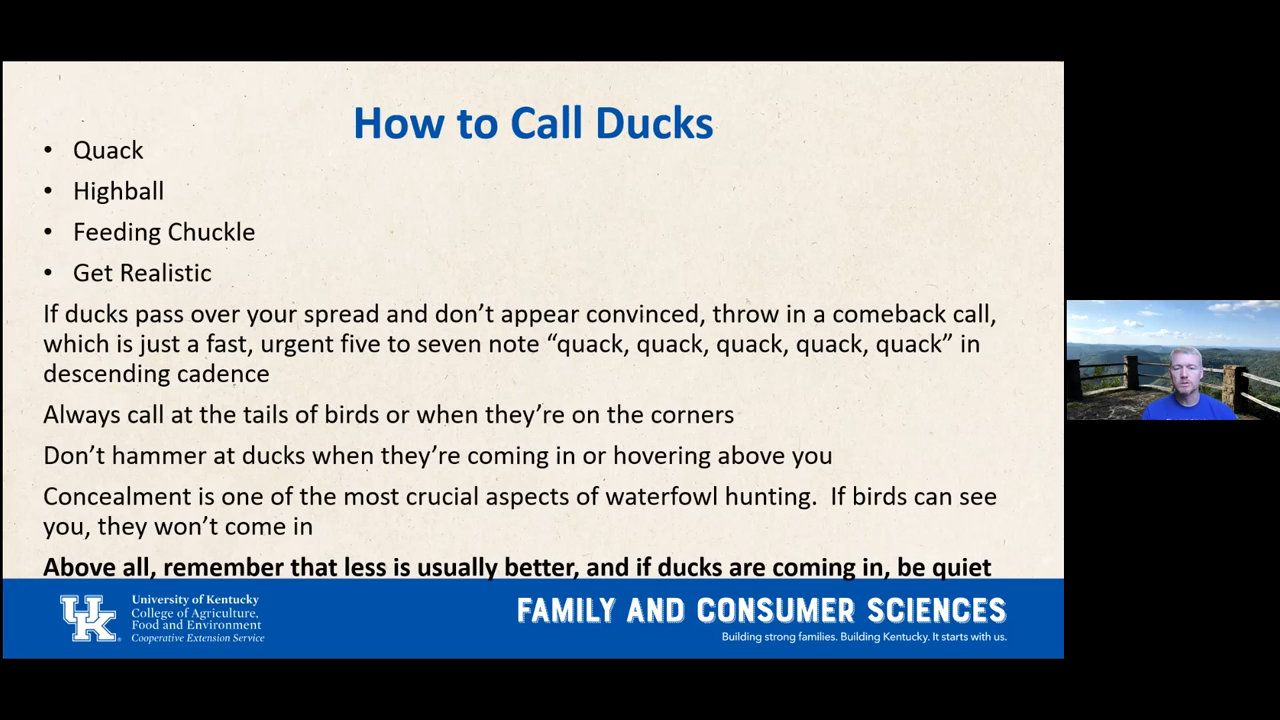 How to Call Ducks
• Quack
• Highball
• Feeding Chuckle
• Get Realistic
If ducks pass over your spread and don’t appear convinced, throw in a comeback call,
which is just a fast, urgent five to seven note “quack, quack, quack, quack, quack” in
descending cadence
Always call at the tails of birds or when they’re on the corners
Don’t hammer at ducks when they’re coming in or hovering above you
Concealment is one of the most crucial aspects of waterfowl hunting.  If birds can see
you, they won’t come in
Above all, remember that less is usually better, and if ducks are coming in, be quiet
UK
University of Kentucky
College of Agriculture,
Food and Environment
Cooperative Extension Service
FAMILY AND CONSUMER SCIENCES
Building strong families. Building Kentucky. It starts with us.